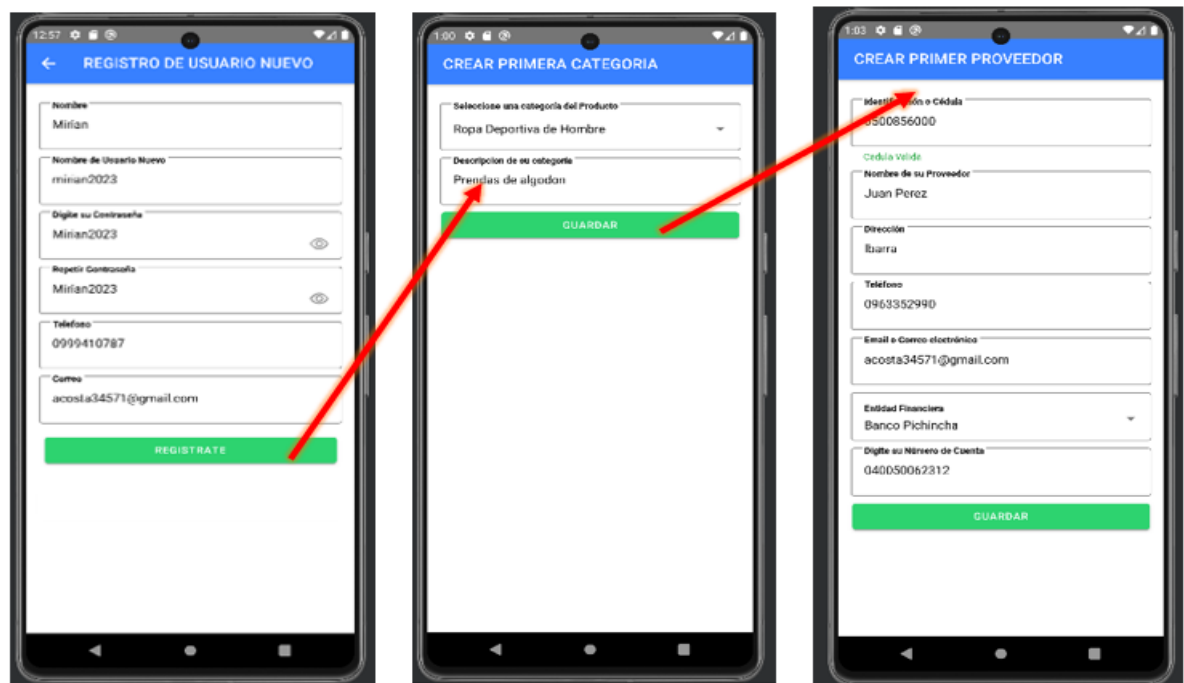 12:57
REGISTRO DE USUARIO NUEVO
Nombre
Mirian
Nombre de Usuario Nuevo
mirian2023
Digite su Contraseña
Mirian2023
Repetir Contraseña
Mirian2023
Telefono
0999410787
Correo
acosta34571@gmail.com
REGISTRATE
1:00
CREAR PRIMERA CATEGORIA
Seleccione una categoría del Producto
Ropa Deportiva de Hombre
Descripcion de su categoria
Prendas de algodon
GUARDAR
1:03
CREAR PRIMER PROVEEDOR
Identificación o Cédula
0500856000
Cedula Valida
Nombre de su Proveedor
Juan Perez
Dirección
Ibarra
Teléfono
0963352990
Email o Correo electrónico
acosta34571@gmail.com
Entidad Financiera
Banco Pichincha
Digite su Número de Cuenta
040050062312
GUARDAR